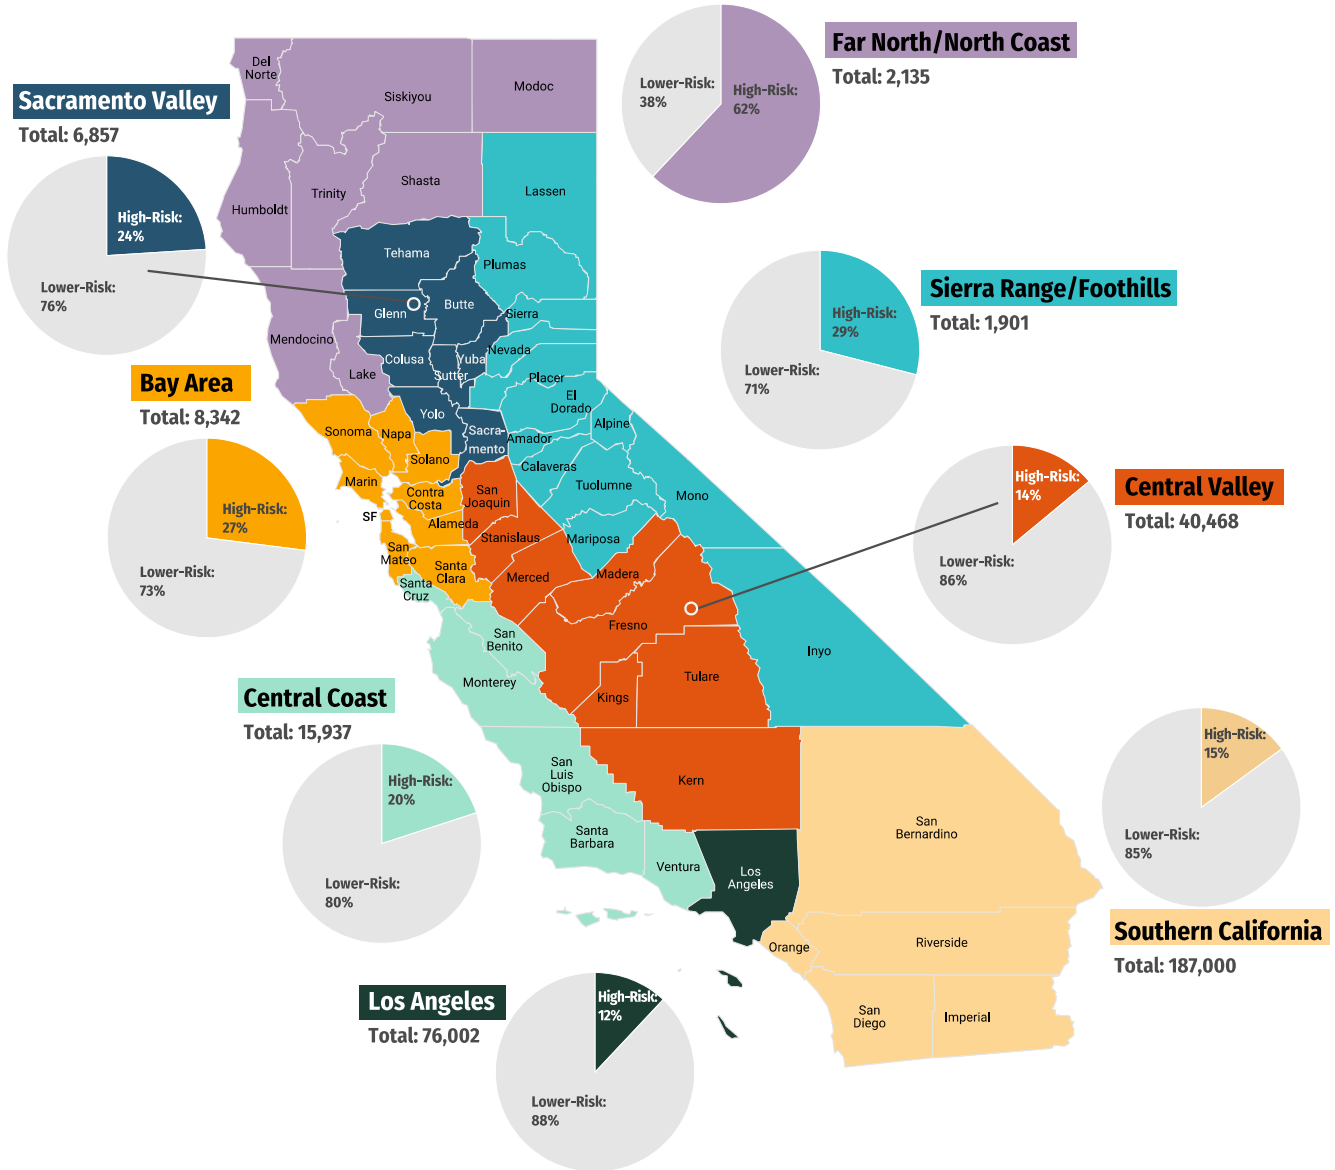 Far North/North Coast
Total: 2,135
Lower-Risk:
38%
High-Risk:
62%
Sacramento Valley
Total: 6,857
High-Risk:
24%
Lower-Risk:
76%
Del
Norte
Siskiyou
Modoc
Humboldt
Trinity
Shasta
Lassen
Tehama
Plumas
Glenn
Butte
Sierra
Mendocino
Lake
Colusa
Sutter
Yuba
Nevada
Placer
El
Dorado
Yolo
Sacra-
mento
Amador
Alpine
Calaveras
Tuolumne
Mono
Mariposa
Sonoma
Napa
Solano
Marin
Contra
Costa
SF
Alameda
San
Mateo
Santa
Clara
San
Joaquin
Stanislaus
Merced
Madera
Fresno
Santa
Cruz
San
Benito
Monterey
Kings
Tulare
Inyo
San
Luis
Obispo
Kern
Santa
Barbara
Ventura
Los
Angeles
San
Bernardino
Orange
Riverside
San
Diego
Imperial
Sierra Range/Foothills
Total: 1,901
High-Risk:
29%
Lower-Risk:
71%
Bay Area
Total: 8,342
High-Risk:
27%
Lower-Risk:
73%
Central Valley
Total: 40,468
High-Risk:
14%
Lower-Risk:
86%
Central Coast
Total: 15,937
High-Risk:
20%
Lower-Risk:
80%
High-Risk:
15%
Lower-Risk:
85%
Southern California
Total: 187,000
Los Angeles
Total: 76,002
High-Risk:
12%
Lower-Risk:
88%